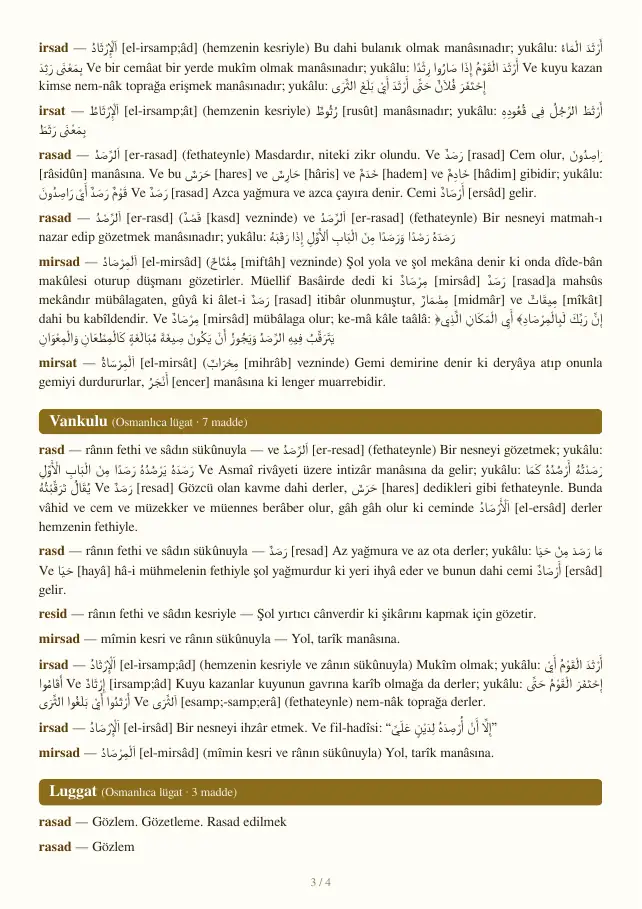 irsad — اَلْإِرْثَادُ [el-irsamp;âd] (hemzenin kesriyle) Bu dahi bulanık olmak manâsınadır; yukâlu: أَرْثَدَ الْمَاءُ
بِمَعْنَى رَثِدَ Ve bir cemâat bir yerde mukîm olmak manâsınadır; yukâlu: أَرْثَدَ الْقَوْمُ إِذَا صَارُوا رِثْدًا Ve kuyu kazan
kimse nem-nâk toprağa erişmek manâsınadır; yukâlu: إِحْتَفَرَ فُلَانٌ حَتَّى أَرْثَدَ أَيْ بَلَغَ الثَّرَى
irsat — اَلْإِرْثَاطُ [el-irsamp;ât] (hemzenin kesriyle) رُثُوطٌ [rusût] manâsınadır; yukâlu: أَرْثَطَ الرَّجُلُ فِي قُعُودِهِ
بِمَعْنَى رَثَطَ
rasad — اَلرَّصَدُ [er-rasad] (fethateynle) Masdardır, niteki zikr olundu. Ve رَصَدٌ [rasad] Cem olur, رَاصِدُونَ
[râsidûn] manâsına. Ve bu حَرَسٌ [hares] ve حَارِسٌ [hâris] ve خَدَمٌ [hadem] ve خَادِمٌ [hâdim] gibidir; yukâlu:
قَوْمٌ رَصَدٌ أَيْ رَاصِدُونَ Ve رَصَدٌ [rasad] Azca yağmura ve azca çayıra denir. Cemi أَرْصَادٌ [ersâd] gelir.
rasad — اَلرَّصْدُ [er-rasd] (قَصْدٌ [kasd] vezninde) ve اَلرَّصَدُ [er-rasad] (fethateynle) Bir nesneyi matmah-ı
nazar edip gözetmek manâsınadır; yukâlu: رَصَدَهُ رَصْدًا وَرَصَدًا مِنَ الْبَابِ الْأَوَّلِ إِذَا رَقَبَهُ
mirsad — اَلْمِرْصَادُ [el-mirsâd] (مِفْتَاحٌ [miftâh] vezninde) Şol yola ve şol mekâna denir ki onda dîde-bân
makûlesi oturup düşmanı gözetirler. Müellif Basâirde dedi ki مِرْصَادٌ [mirsâd] رَصَدٌ [rasad]a mahsûs
mekândır mübâlagaten, gûyâ ki âlet-i رَصَدٌ [rasad] itibâr olunmuştur, مِضْمَارٌ [midmâr] ve مِيقَاتٌ [mîkât]
dahi bu kabîldendir. Ve مِرْصَادٌ [mirsâd] mübâlaga olur; ke-mâ kâle taâlâ: ﴿إِنَّ رَبَّكَ لَبِالْمِرْصَادِ﴾ أَيِ الْمَكَانِ الَّذِي
يَتَرَقَّبُ فِيهِ الرَّصَدُ وَيَجُوزُ أَنْ يَكُونَ صِيغَةَ مُبَالَغَةٍ كَالْمِطْعَانِ وَالْمِعْوَانِ
mirsat — اَلْمِرْسَاةُ [el-mirsât] (مِحْرَابٌ [mihrâb] vezninde) Gemi demirine denir ki deryâya atıp onunla
gemiyi durdururlar, أَنْجَرُ [encer] manâsına ki lenger muarrebidir.
Vankulu (Osmanlıca lügat · 7 madde)
rasd — rânın fethi ve sâdın sükûnuyla — ve اَلرَّصَدُ [er-resad] (fethateynle) Bir nesneyi gözetmek; yukâlu:
رَصَدَهُ يَرْصُدُهُ رَصَدًا مِنَ الْبَابِ الْأَوَّلِ Ve Asmaî rivâyeti üzere intizâr manâsına da gelir; yukâlu: رَصَدْتُهُ أَرْصُدُهُ كَمَا
يُقَالُ تَرَقَّبْتُهُ Ve رَصَدٌ [resad] Gözcü olan kavme dahi derler, حَرَسٌ [hares] dedikleri gibi fethateynle. Bunda
vâhid ve cem ve müzekker ve müennes berâber olur, gâh gâh olur ki ceminde اَلْأَرْصَادُ [el-ersâd] derler
hemzenin fethiyle.
rasd — rânın fethi ve sâdın sükûnuyla — رَصَدٌ [resad] Az yağmura ve az ota derler; yukâlu: مَا رَصَدَ مِنْ حَيَا
Ve حَيَا [hayâ] hâ-i mühmelenin fethiyle şol yağmurdur ki yeri ihyâ eder ve bunun dahi cemi أَرْصَادٌ [ersâd]
gelir.
resid — rânın fethi ve sâdın kesriyle — Şol yırtıcı cânverdir ki şikârını kapmak için gözetir.
mirsad — mîmin kesri ve rânın sükûnuyla — Yol, tarîk manâsına.
irsad — اَلْإِرْثَادُ [el-irsamp;âd] (hemzenin kesriyle ve zânın sükûnuyla) Mukîm olmak; yukâlu: أَرْثَدَ الْقَوْمُ أَيْ
أَقَامُوا Ve إِرْثَادٌ [irsamp;âd] Kuyu kazanlar kuyunun gavrına karîb olmağa da derler; yukâlu: إِحْتَفَرَ الْقَوْمُ حَتَّى
أَرْثَدُوا أَيْ بَلَغُوا الثَّرَى Ve اَلثَّرَى [esamp;-samp;erâ] (fethateynle) nem-nâk toprağa derler.
irsad — اَلْإِرْصَادُ [el-irsâd] Bir nesneyi ihzâr etmek. Ve fil-hadîsi: “إِلَّا أَنْ أُرْصِدَهُ لِدَيْنٍ عَلَيَّ”
mirsad — اَلْمِرْصَادُ [el-mirsâd] (mîmin kesri ve rânın sükûnuyla) Yol, tarîk manâsına.
Luggat (Osmanlıca lügat · 3 madde)
rasad — Gözlem. Gözetleme. Rasad edilmek
rasad — Gözlem
3 / 4